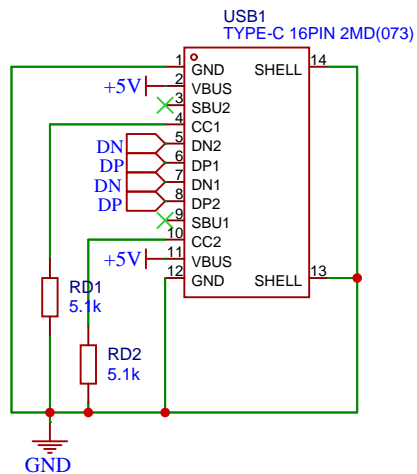 USB1
TYPE-C 16PIN 2MD(073)
1 GND SHELL 14
+5V 2 VBUS
3 SBU2
4 CC1
DN 5 DN2
DP 6 DP1
DN 7 DN1
DP 8 DP2
9 SBU1
10 CC2
+5V 11 VBUS
12 GND SHELL 13
RD1
5.1k
RD2
5.1k
GND